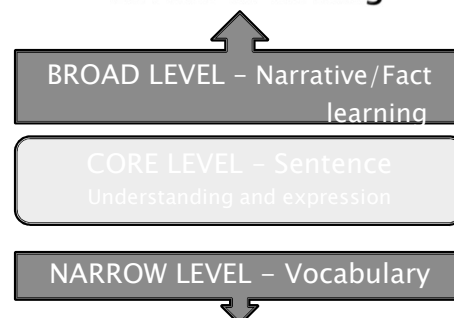 BROAD LEVEL – Narrative/Fact
learning
CORE LEVEL – Sentence
Understanding and expression
NARROW LEVEL – Vocabulary